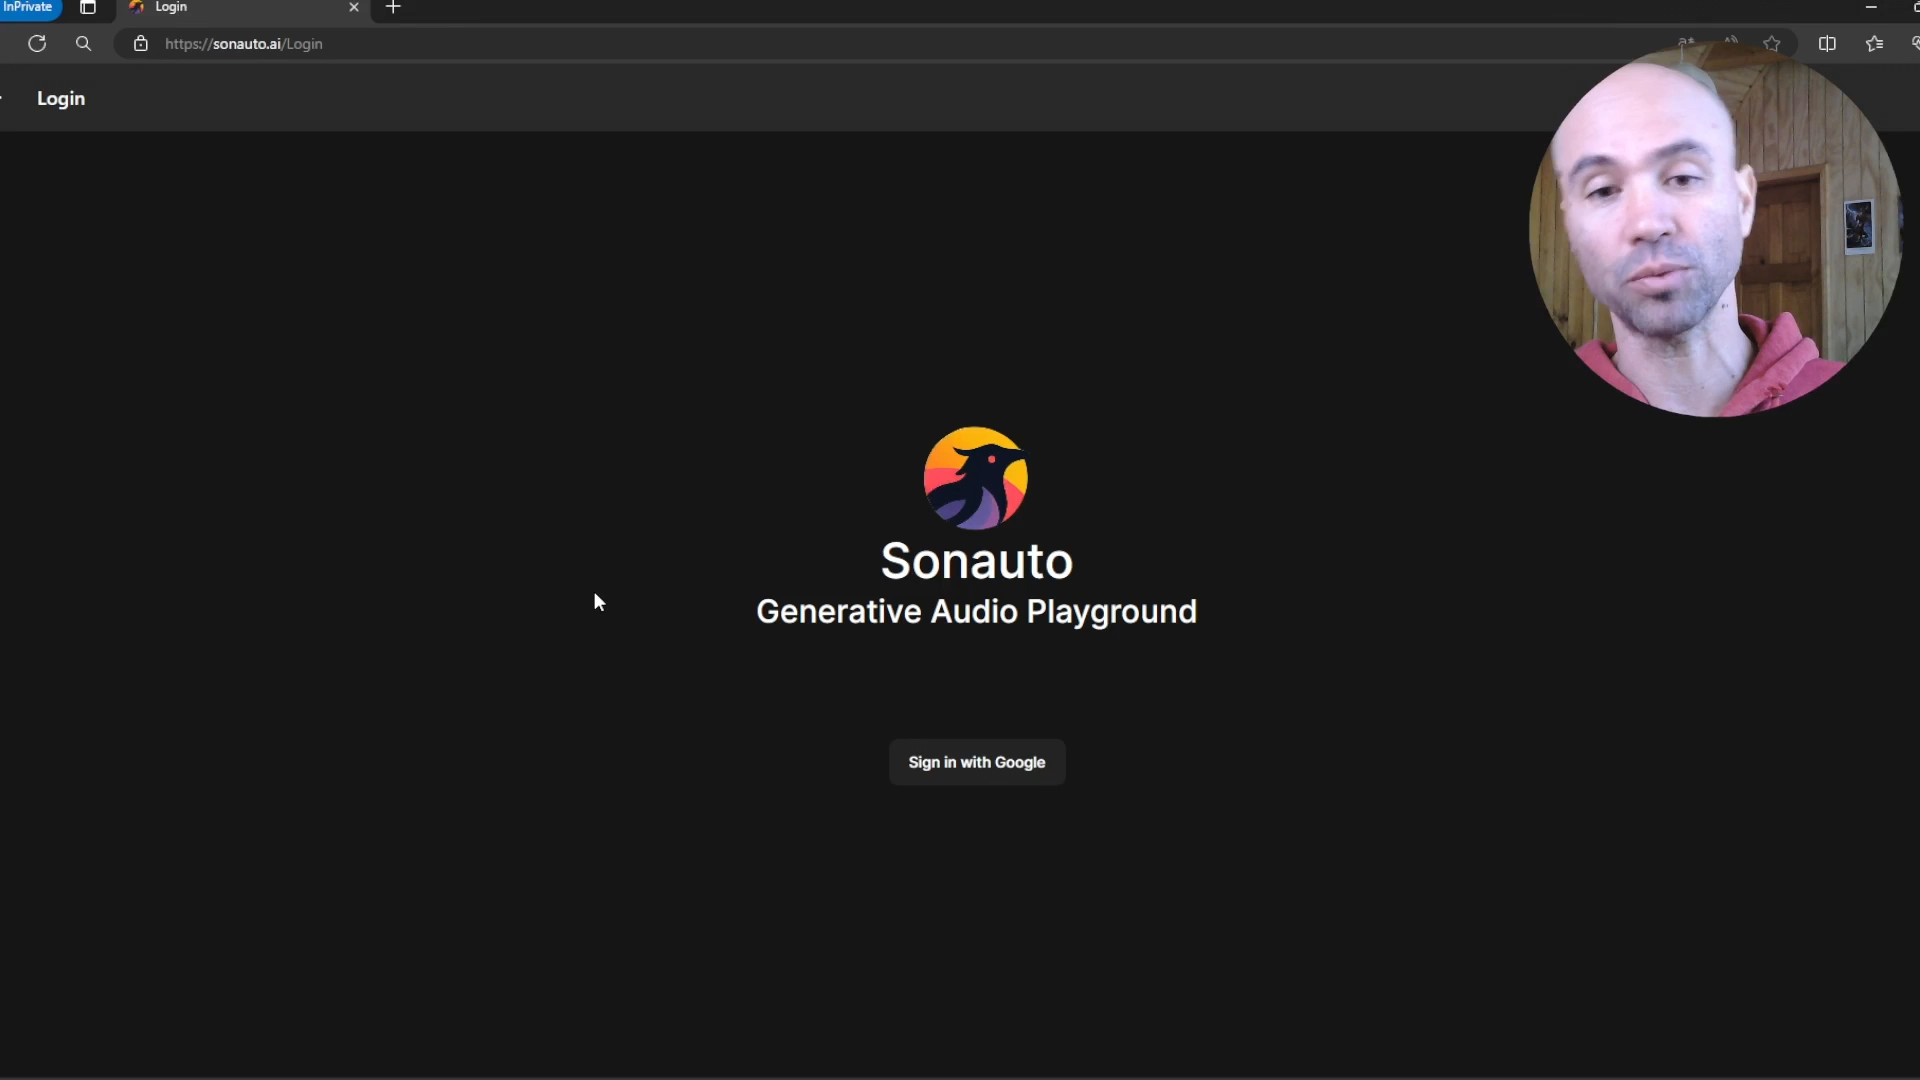 InPrivate
Login
https://sonauto.ai/Login
Login
Sonauto
Generative Audio Playground
Sign in with Google